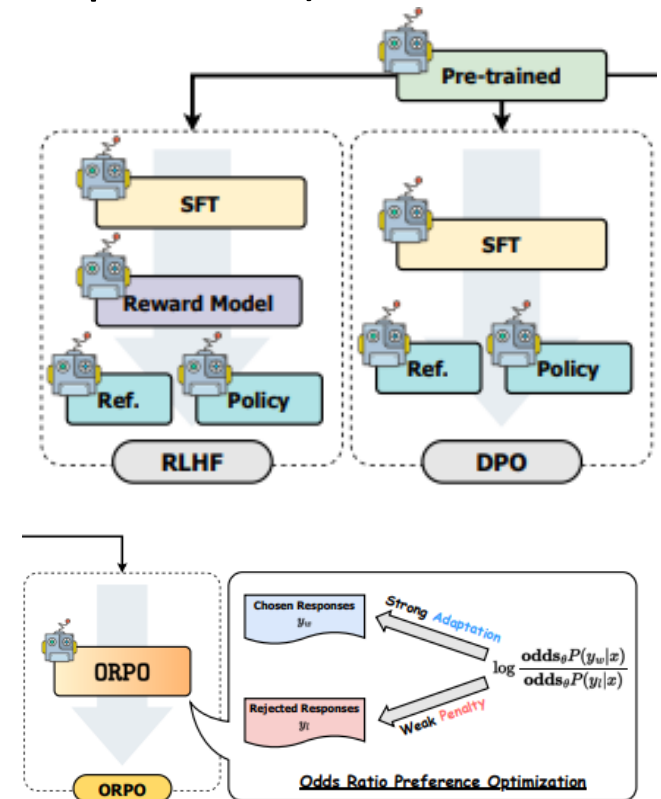 Pre-trained
SFT
Reward Model
Ref.
Policy
RLHF
SFT
Ref.
Policy
DPO
ORPO
ORPO
Chosen Responses
y_w
Rejected Responses
y_l
Strong Adaptation
Weak Penalty
log odds_θP(y_w|x) / odds_θP(y_l|x)
Odds Ratio Preference Optimization